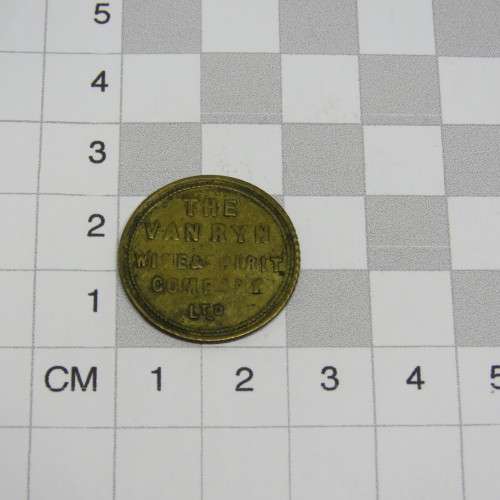 5
4
3
2
1
CM 1 2 3 4 5
THE
VAN RYN
WINE & SPIRIT
COMPANY
LTD